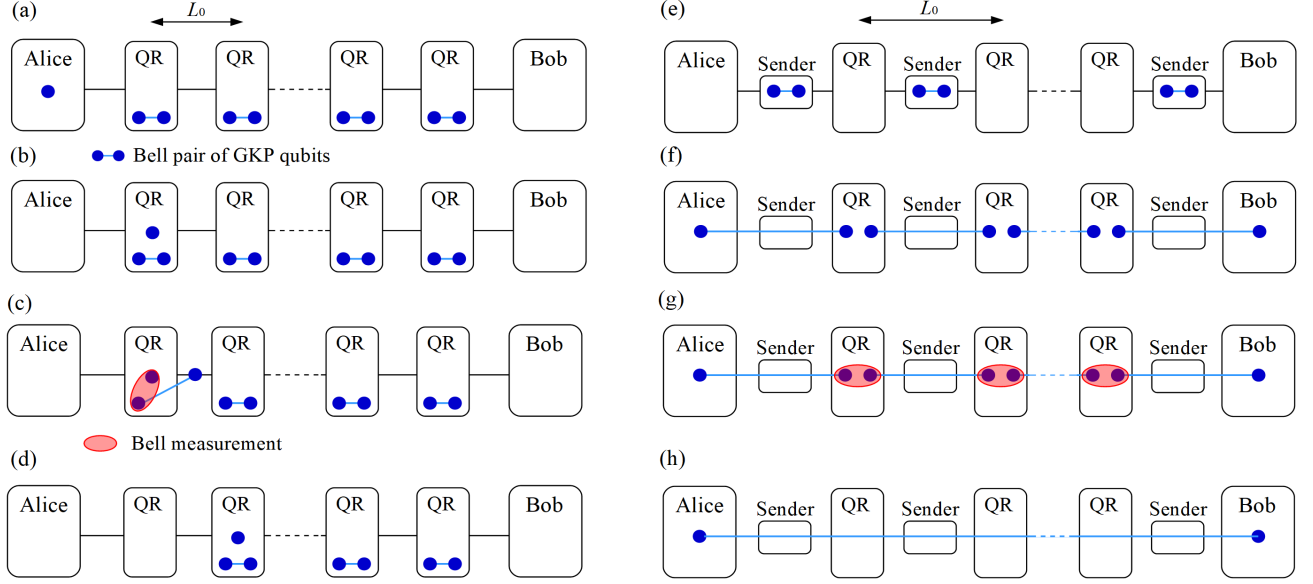 (a)
L₀
Alice QR QR QR QR Bob
(b)
Bell pair of GKP qubits
Alice QR QR QR QR Bob
(c)
Alice QR QR QR QR Bob
Bell measurement
(d)
Alice QR QR QR QR Bob
(e)
L₀
Alice Sender QR Sender QR QR Sender Bob
(f)
Alice Sender QR Sender QR QR Sender Bob
(g)
Alice Sender QR Sender QR QR Sender Bob
(h)
Alice Sender QR Sender QR QR Sender Bob